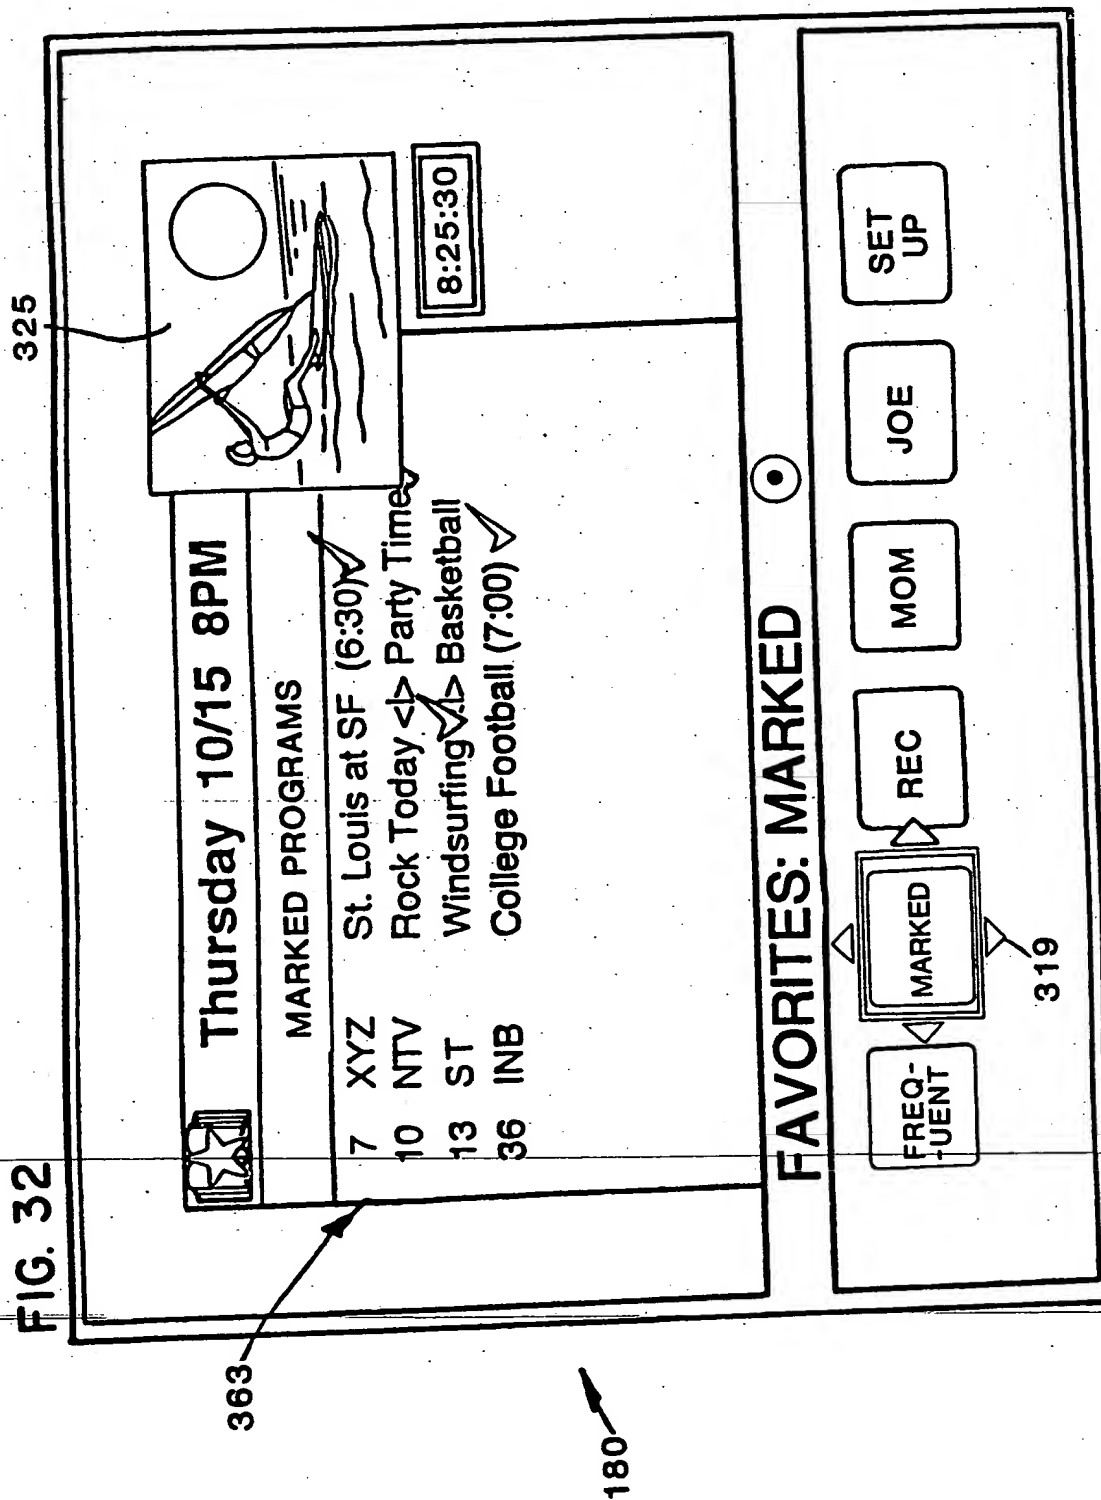 FIG. 32
325
Thursday 10/15 8PM
MARKED PROGRAMS
7 XYZ St. Louis at SF (6:30)
10 NTV Rock Today <|> Party Time
13 ST Windsurfing <|> Basketball
36 INB College Football (7:00)
8:25:30
363
180
FAVORITES: MARKED
FREQ-
-UENT
MARKED
REC
MOM
JOE
SET
UP
319